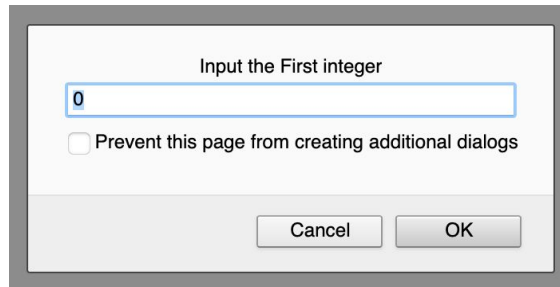 Input the First integer
0
Prevent this page from creating additional dialogs
Cancel OK